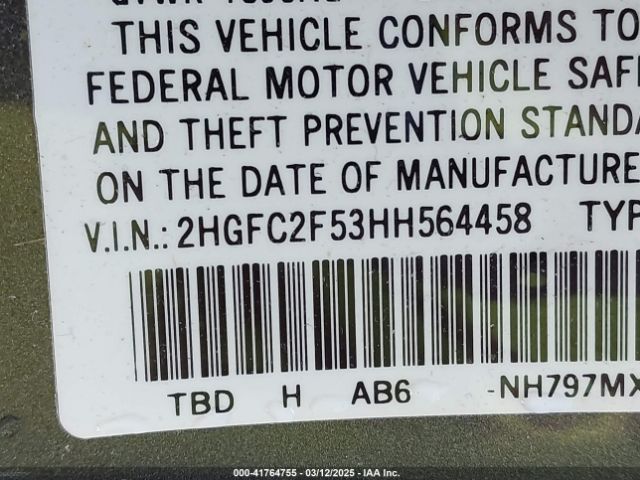 THIS VEHICLE CONFORMS TO
FEDERAL MOTOR VEHICLE SAF
AND THEFT PREVENTION STANDA
ON THE DATE OF MANUFACTURE
V.I.N.: 2HGFC2F53HH564458 TYP
TBD H AB6 -NH797MX
000-41764755 - 03/12/2025 - IAA Inc.